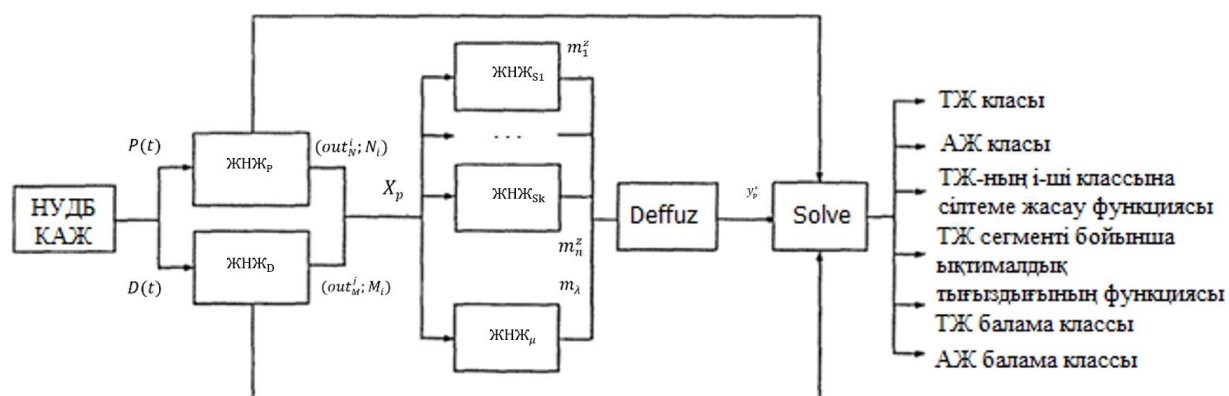 НУДБ
КАЖ
P(t)
D(t)
ЖНЖ_P
ЖНЖ_D
(out_N^i; N_i)
(out_M^j; M_i)
X_p
ЖНЖ_S1
. . .
ЖНЖ_Sk
ЖНЖ_μ
m_1^z
m_n^z
m_λ
Deffuz
Solve
ТЖ класы
АЖ класы
ТЖ-ның i-ші классына
сілтеме жасау функциясы
ТЖ сегменті бойынша
ықтималдық
тығыздығының функциясы
ТЖ балама классы
АЖ балама классы